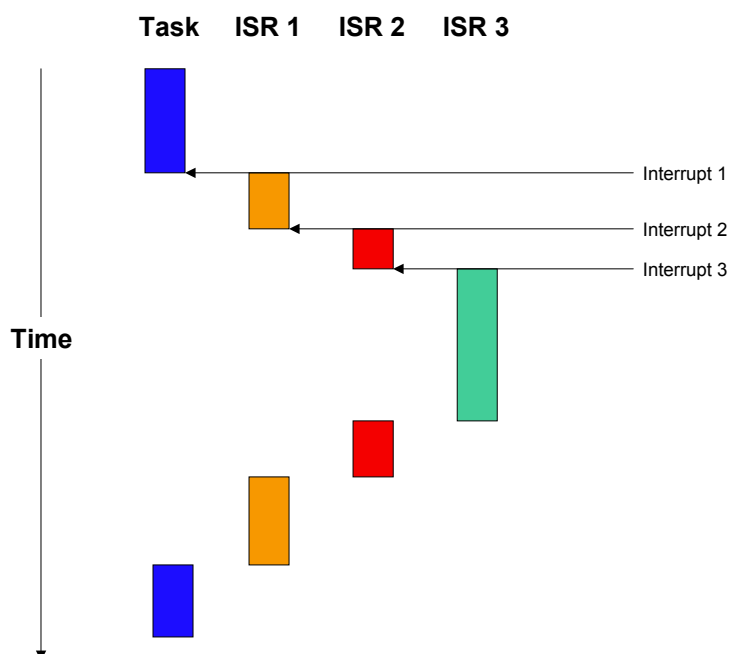 Task ISR 1 ISR 2 ISR 3
Interrupt 1
Interrupt 2
Interrupt 3
Time